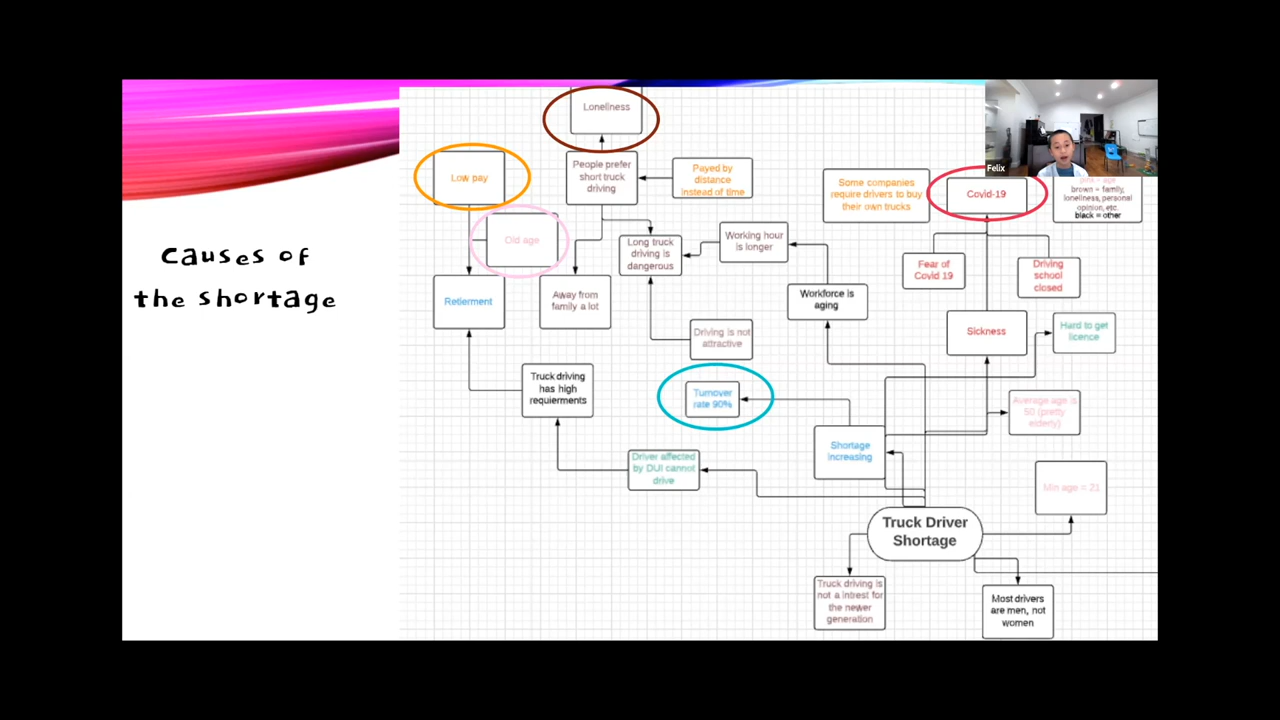 Causes of
the shortage
Loneliness
Low pay
People prefer
short truck
driving
Payed by
distance
instead of time
Some companies
require drivers to buy
their own trucks
Covid-19
Felix
brown = family,
loneliness, personal
opinion, etc.
black = other
Old age
Long truck
driving is
dangerous
Working hour
is longer
Fear of
Covid 19
Driving
school
closed
Retierment
Away from
family a lot
Workforce is
aging
Driving is not
attractive
Sickness
Hard to get
licence
Truck driving
has high
requierments
Turnover
rate 90%
Average age is
50 (pretty
elderly)
Shortage
Increasing
Driver affected
by DUI cannot
drive
Min age = 21
Truck Driver
Shortage
Truck driving is
not a intrest for
the newer
generation
Most drivers
are men, not
women